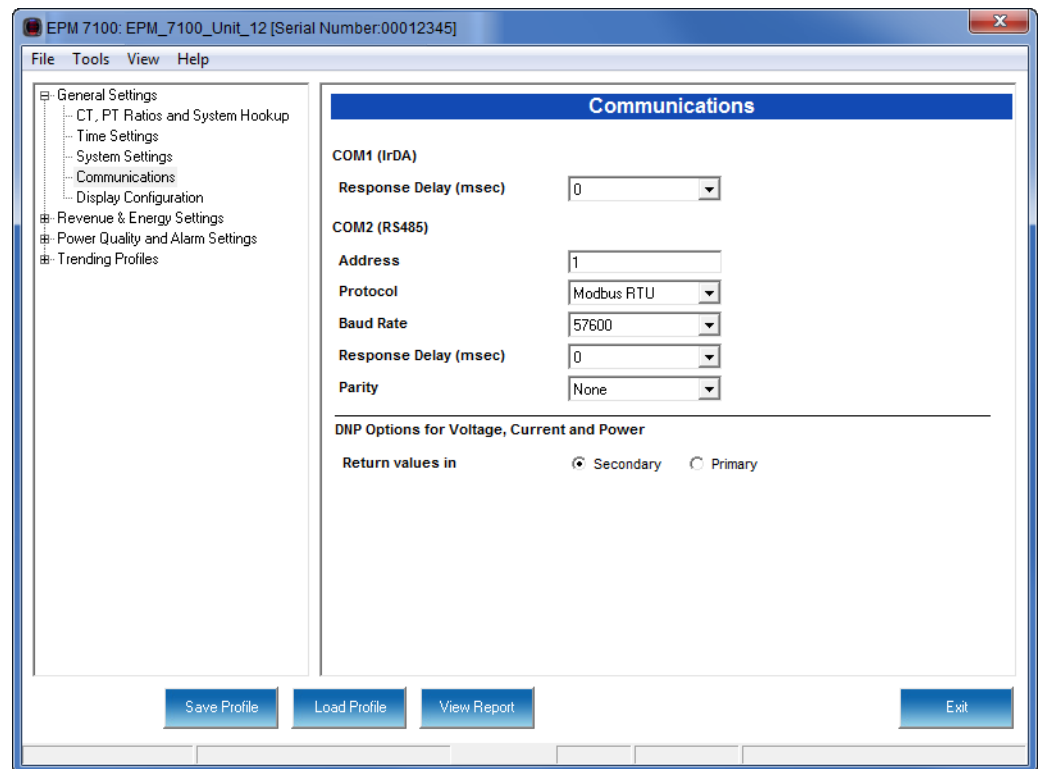 EPM 7100: EPM_7100_Unit_12 [Serial Number:00012345]
File Tools View Help
General Settings
CT, PT Ratios and System Hookup
Time Settings
System Settings
Communications
Display Configuration
Revenue & Energy Settings
Power Quality and Alarm Settings
Trending Profiles
Communications
COM1 (IrDA)
Response Delay (msec) 0
COM2 (RS485)
Address 1
Protocol Modbus RTU
Baud Rate 57600
Response Delay (msec) 0
Parity None
DNP Options for Voltage, Current and Power
Return values in Secondary Primary
Save Profile Load Profile View Report Exit